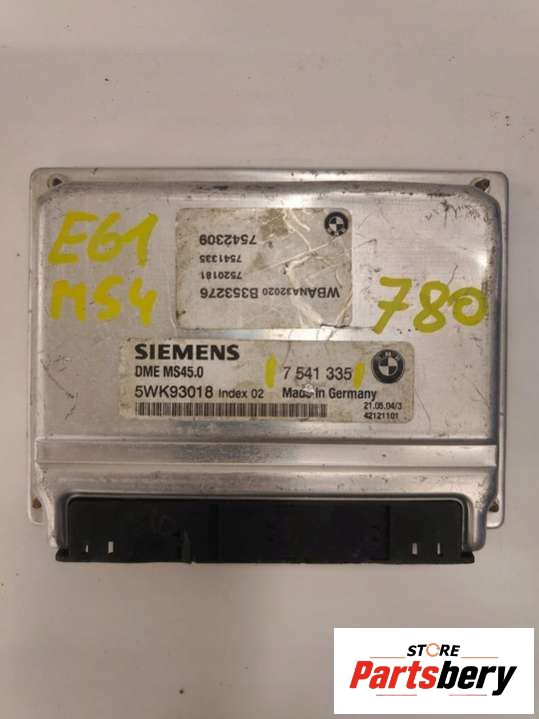 E61
M54
780
7542309
7541335
7520181
WBANA32020 B353276
SIEMENS
DME MS45.0
7 541 335
5WK93018 Index 02
Made in Germany
21.05.04/3
42121101
STORE
Partsbery